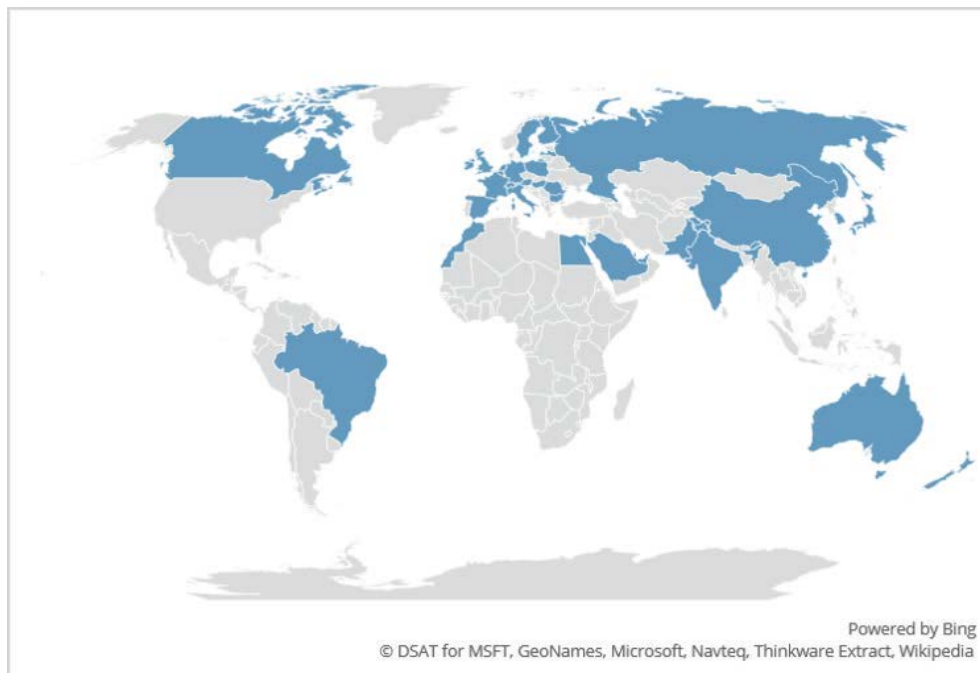 Powered by Bing
© DSAT for MSFT, GeoNames, Microsoft, Navteq, Thinkware Extract, Wikipedia